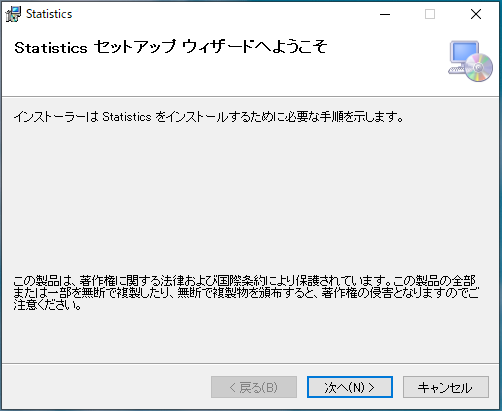 Statistics
Statistics セットアップ ウィザードへようこそ
インストーラーは Statistics をインストールするために必要な手順を示します。
この製品は、著作権に関する法律および国際条約により保護されています。この製品の全部
または一部を無断で複製したり、無断で複製物を頒布すると、著作権の侵害となりますのでご
注意ください。
< 戻る(B)
次へ(N) >
キャンセル